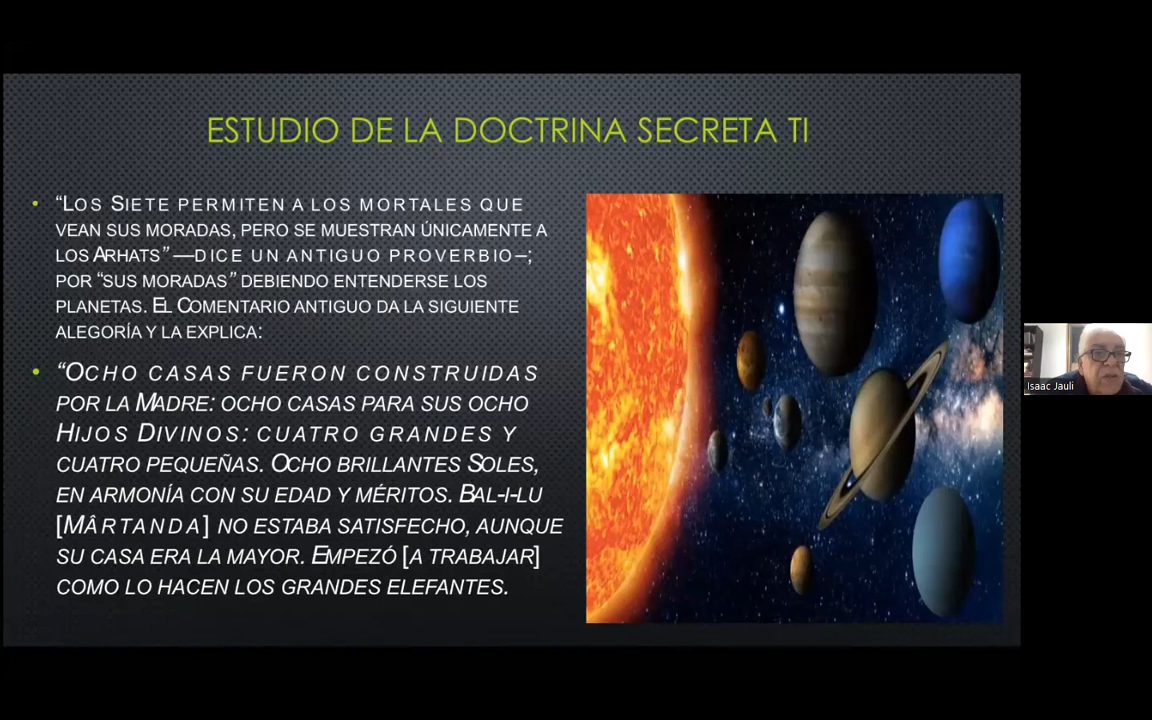 ESTUDIO DE LA DOCTRINA SECRETA TI
• “LOS SIETE PERMITEN A LOS MORTALES QUE
VEAN SUS MORADAS, PERO SE MUESTRAN ÚNICAMENTE A
LOS ARHATS” —DICE UN ANTIGUO PROVERBIO–;
POR “SUS MORADAS” DEBIENDO ENTENDERSE LOS
PLANETAS. EL COMENTARIO ANTIGUO DA LA SIGUIENTE
ALEGORÍA Y LA EXPLICA:
• “OCHO CASAS FUERON CONSTRUIDAS
POR LA MADRE: OCHO CASAS PARA SUS OCHO
HIJOS DIVINOS: CUATRO GRANDES Y
CUATRO PEQUEÑAS. OCHO BRILLANTES SOLES,
EN ARMONÍA CON SU EDAD Y MÉRITOS. BAL-I-LU
[MÂRTANDA] NO ESTABA SATISFECHO, AUNQUE
SU CASA ERA LA MAYOR. EMPEZÓ [A TRABAJAR]
COMO LO HACEN LOS GRANDES ELEFANTES.
Isaac Jauli